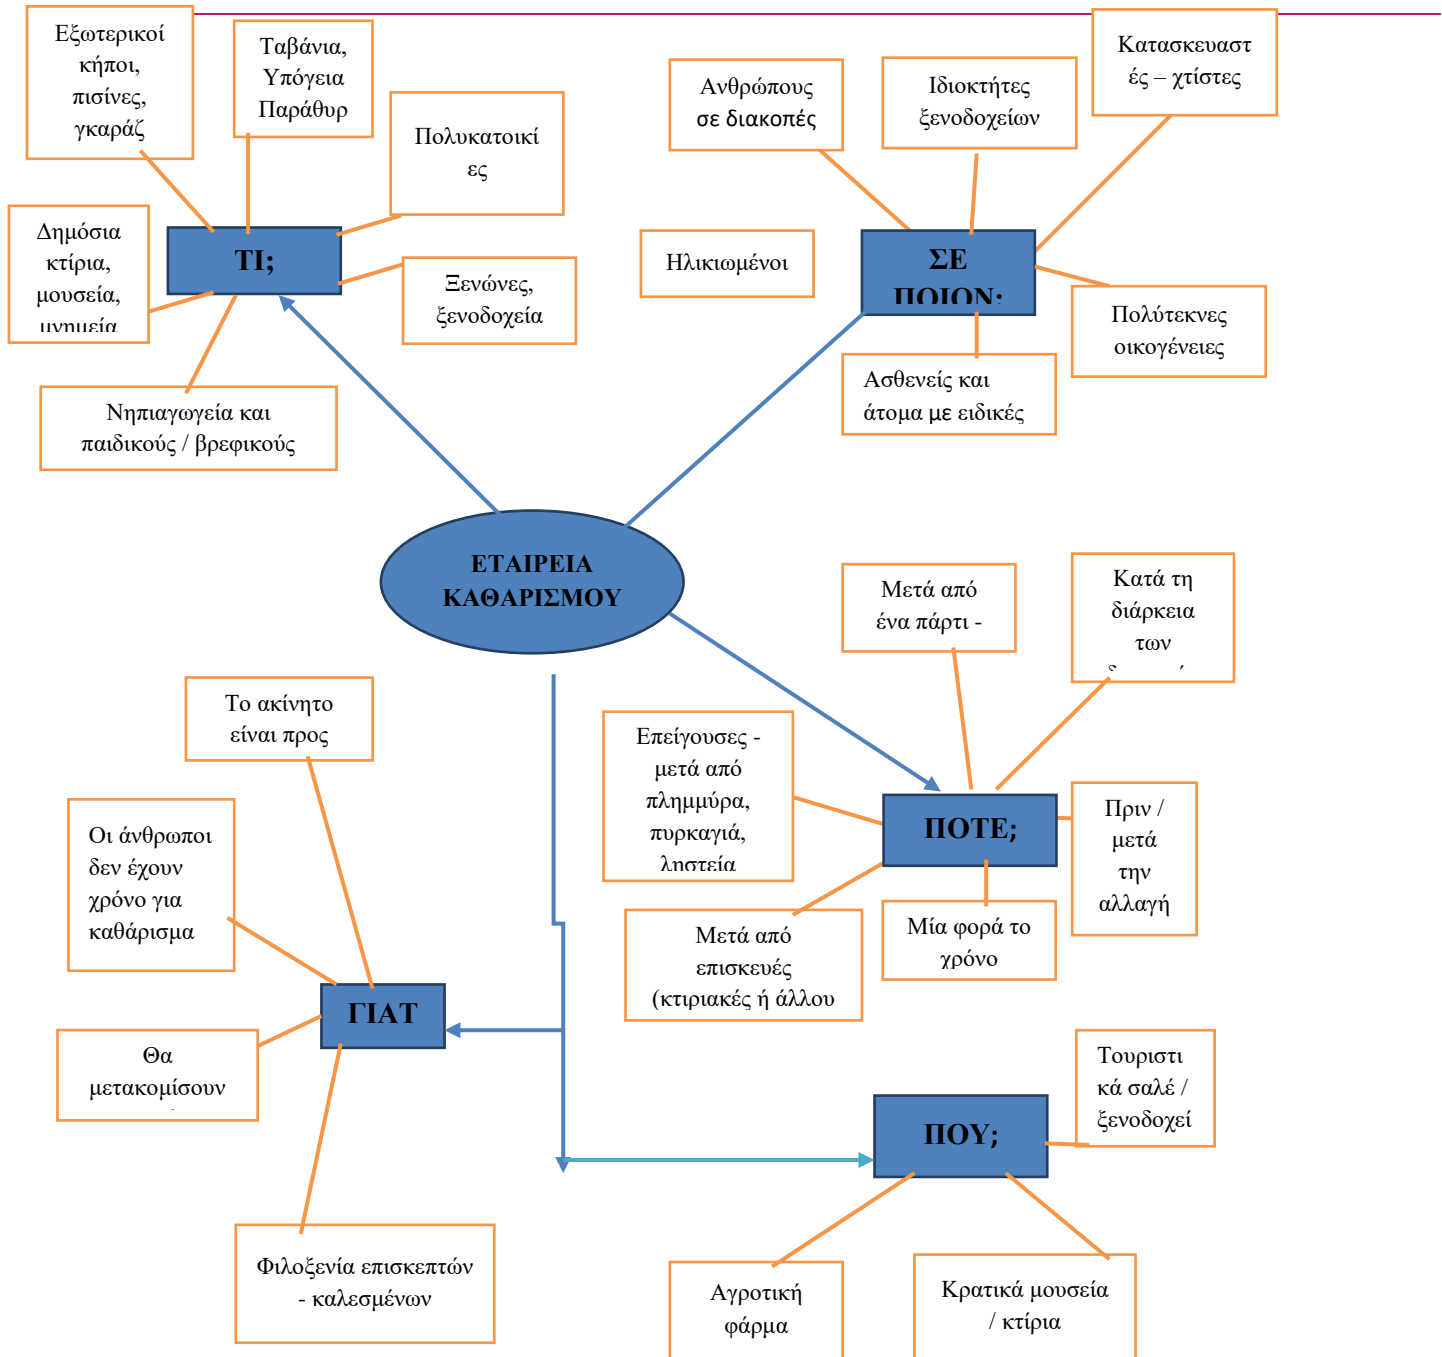 Εξωτερικοί
κήποι,
πισίνες,
γκαράζ
Ταβάνια,
Υπόγεια
Παράθυρ
Πολυκατοικί
ες
Δημόσια
κτίρια,
μουσεία,
μνημεία
ΤΙ;
Ξενώνες,
ξενοδοχεία
Νηπιαγωγεία και
παιδικούς / βρεφικούς
Ανθρώπους
σε διακοπές
Ιδιοκτήτες
ξενοδοχείων
Κατασκευαστ
ές – χτίστες
Ηλικιωμένοι
ΣΕ
ΠΟΙΟΝ;
Πολύτεκνες
οικογένειες
Ασθενείς και
άτομα με ειδικές
ΕΤΑΙΡΕΙΑ
ΚΑΘΑΡΙΣΜΟΥ
Μετά από
ένα πάρτι -
Κατά τη
διάρκεια
των
Επείγουσες -
μετά από
πλημμύρα,
πυρκαγιά,
ληστεία
ΠΟΤΕ;
Πριν /
μετά
την
αλλαγή
Μετά από
επισκευές
(κτιριακές ή άλλου
Μία φορά το
χρόνο
Το ακίνητο
είναι προς
Οι άνθρωποι
δεν έχουν
χρόνο για
καθάρισμα
ΓΙΑΤ
Θα
μετακομίσουν
Φιλοξενία επισκεπτών
- καλεσμένων
ΠΟΥ;
Τουριστι
κά σαλέ /
ξενοδοχεί
Αγροτική
φάρμα
Κρατικά μουσεία
/ κτίρια